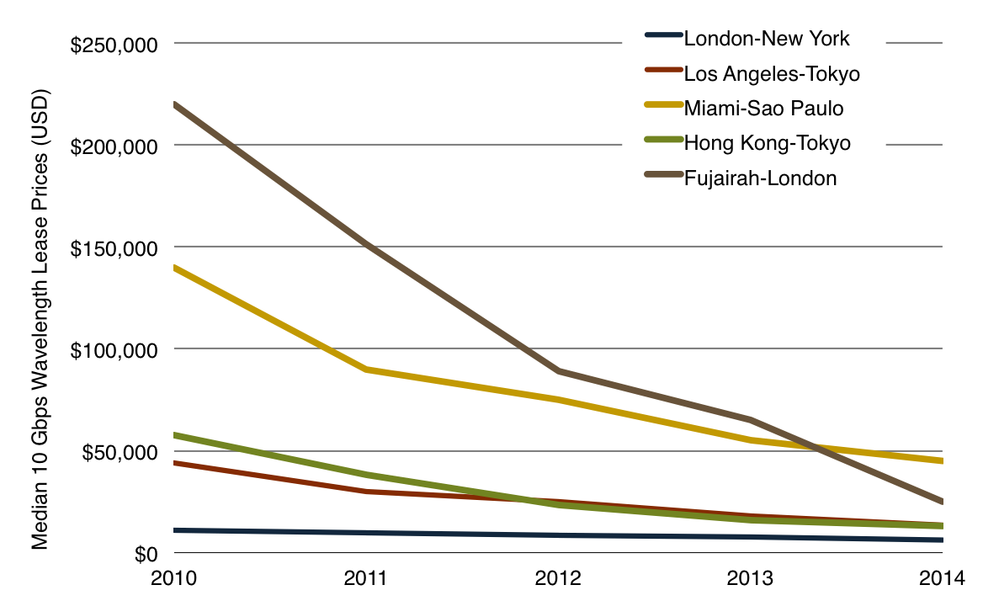 $250,000
$200,000
$150,000
$100,000
$50,000
$0
Median 10 Gbps Wavelength Lease Prices (USD)
London-New York
Los Angeles-Tokyo
Miami-Sao Paulo
Hong Kong-Tokyo
Fujairah-London
2010 2011 2012 2013 2014